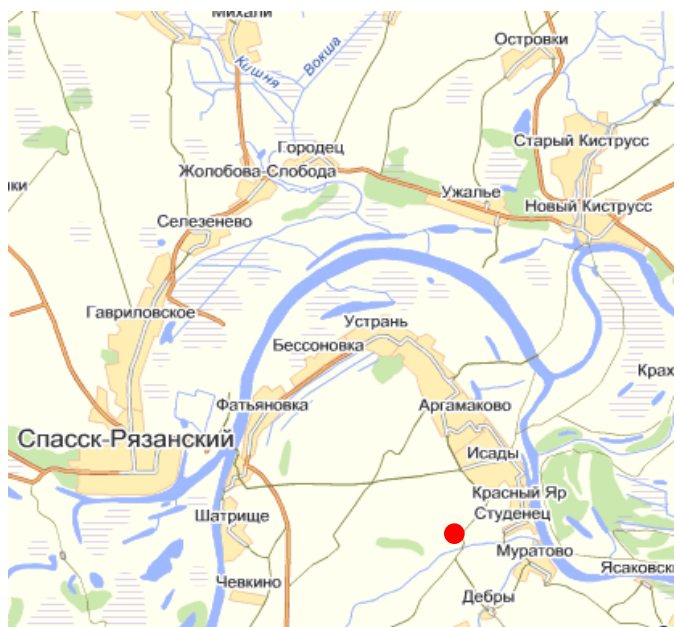 Михали
Островки
Кишня
Вокша
Старый Киструсс
Городец
Жолобова-Слобода
Ужалье
Новый Киструсс
Селезенево
Гавриловское
Устрань
Бессоновка
Крах
Фатьяновка
Аргамаково
Спасск-Рязанский
Исады
Красный Яр
Шатрище
Студенец
Муратово
Ясаковски
Чевкино
Дебры